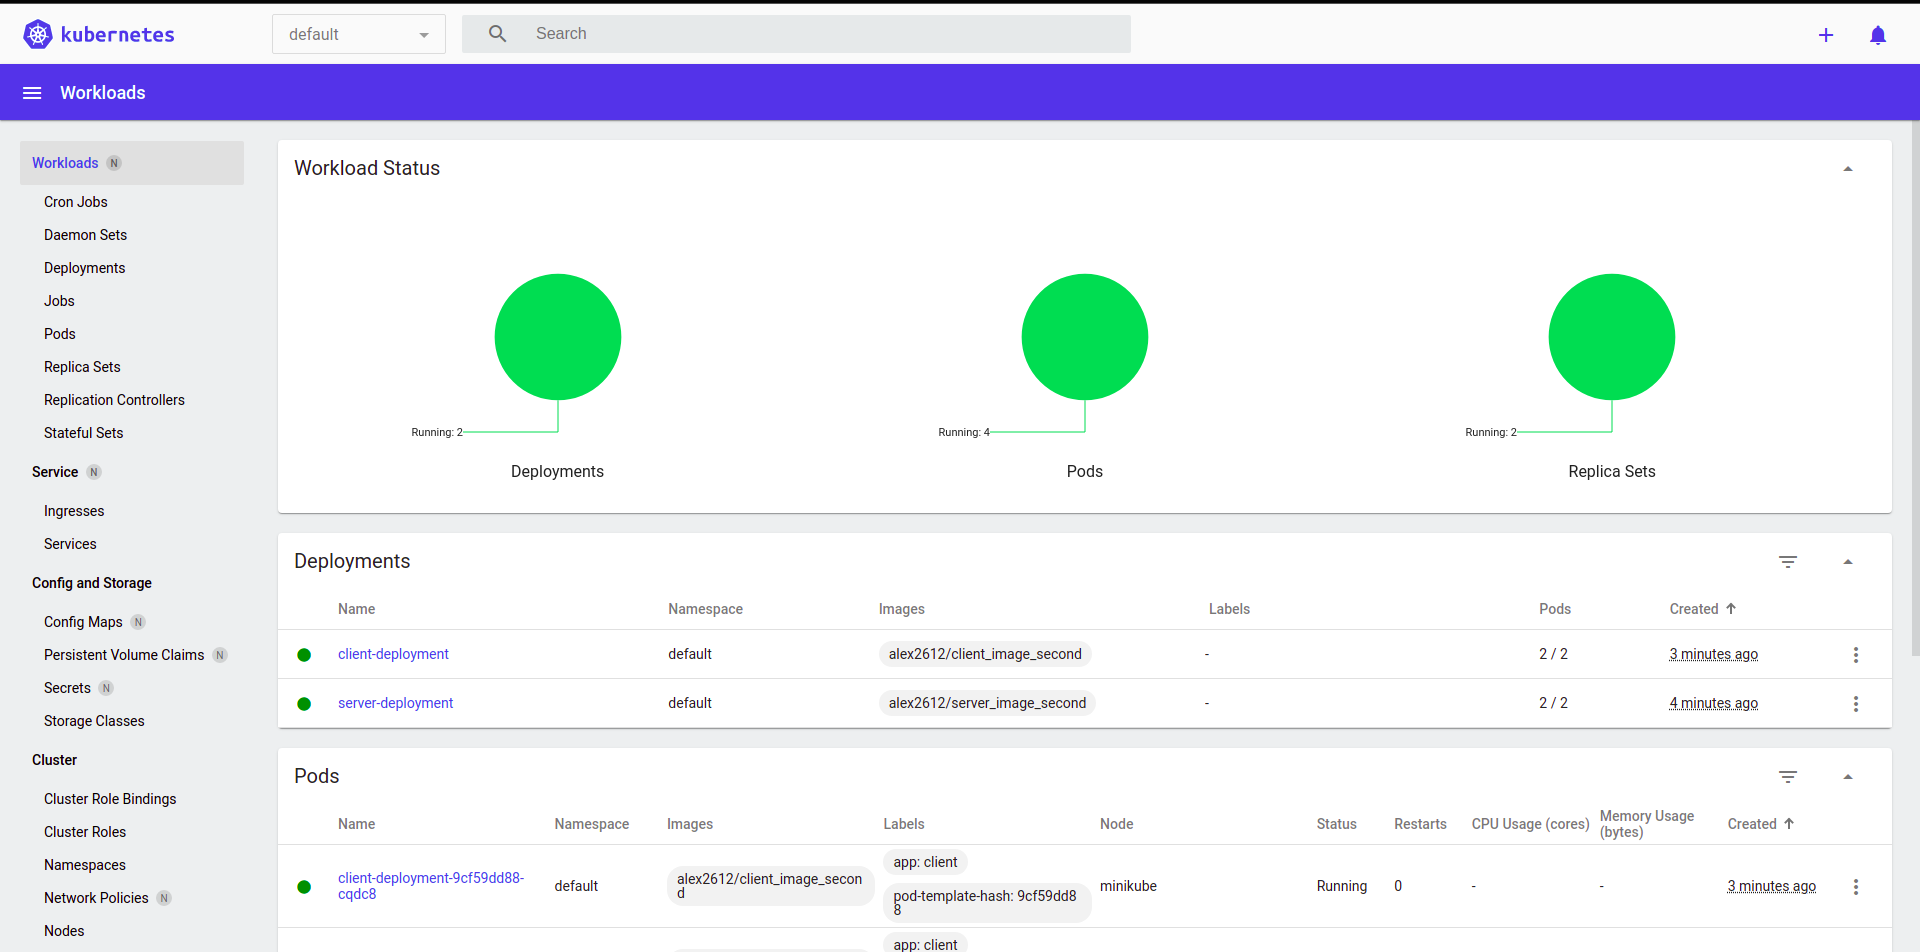 kubernetes
default
Search
Workloads
Workloads N
Cron Jobs
Daemon Sets
Deployments
Jobs
Pods
Replica Sets
Replication Controllers
Stateful Sets
Service N
Ingresses
Services
Config and Storage
Config Maps N
Persistent Volume Claims N
Secrets N
Storage Classes
Cluster
Cluster Role Bindings
Cluster Roles
Namespaces
Network Policies N
Nodes
Workload Status
Running: 2
Deployments
Running: 4
Pods
Running: 2
Replica Sets
Deployments
Name Namespace Images Labels Pods Created
client-deployment default alex2612/client_image_second - 2 / 2 3 minutes ago
server-deployment default alex2612/server_image_second - 2 / 2 4 minutes ago
Pods
Name Namespace Images Labels Node Status Restarts CPU Usage (cores) Memory Usage
(bytes) Created
client-deployment-9cf59dd88-
cqdc8
default
alex2612/client_image_secon
d
app: client
pod-template-hash: 9cf59dd8
8
minikube Running 0 - - 3 minutes ago
app: client